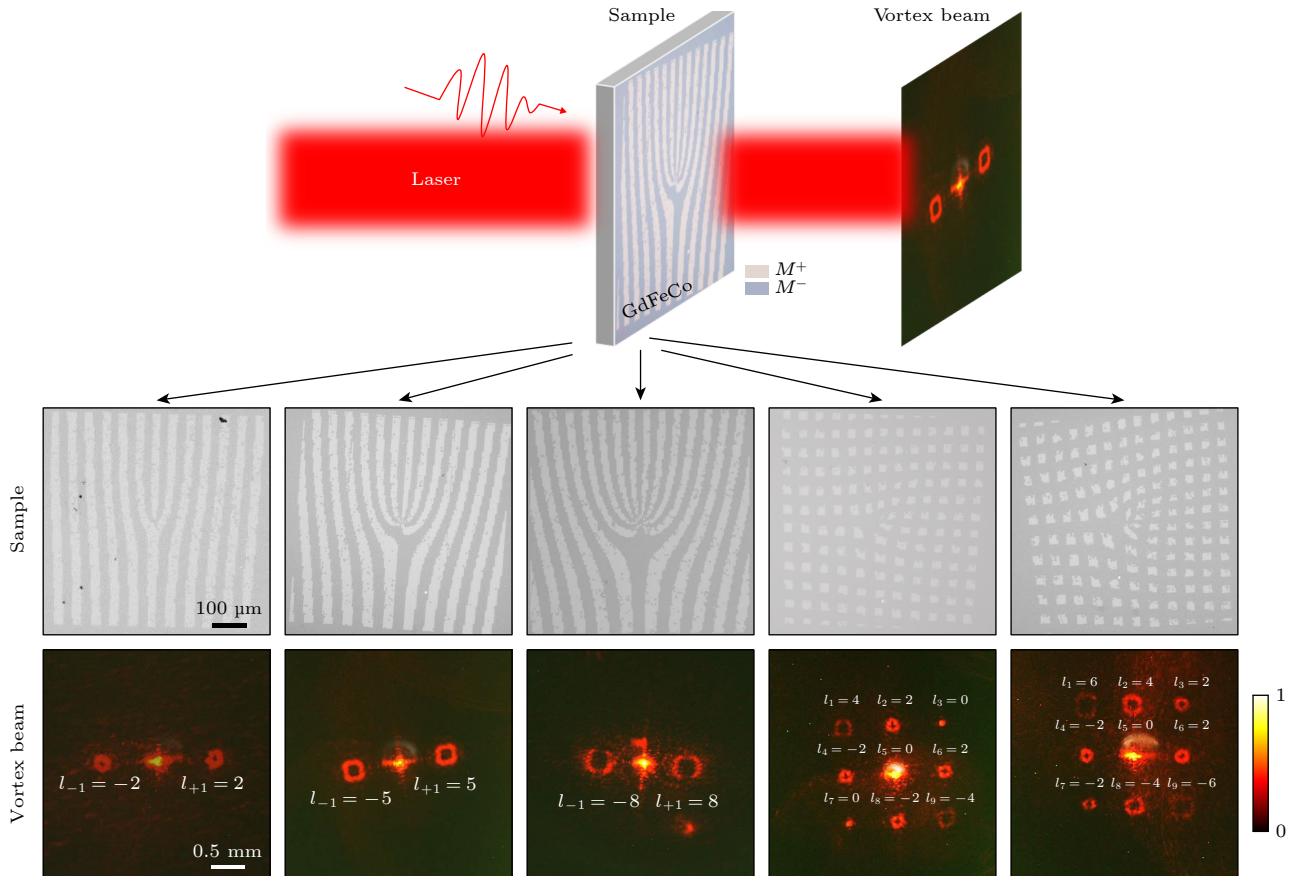 Sample
Vortex beam
Laser
M⁺
M⁻
GdFeCo
Sample
100 µm
Vortex beam
l₋₁ = −2
l₊₁ = 2
0.5 mm
l₋₁ = −5
l₊₁ = 5
l₋₁ = −8
l₊₁ = 8
l₁ = 4
l₂ = 2
l₃ = 0
l₄ = −2
l₅ = 0
l₆ = 2
l₇ = 0
l₈ = −2
l₉ = −4
l₁ = 6
l₂ = 4
l₃ = 2
l₄ = −2
l₅ = 0
l₆ = 2
l₇ = −2
l₈ = −4
l₉ = −6
1
0